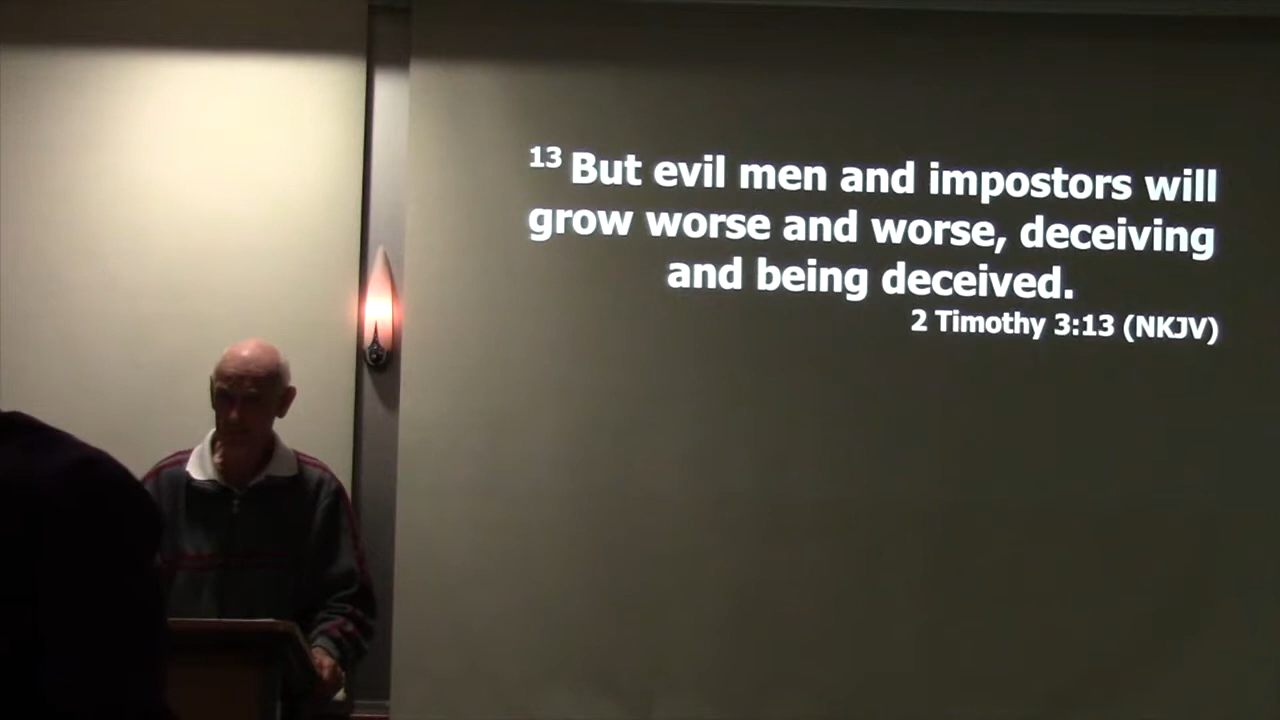 13 But evil men and impostors will
grow worse and worse, deceiving
and being deceived.
2 Timothy 3:13 (NKJV)